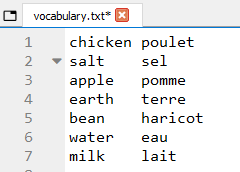 vocabulary.txt*
1 chicken poulet
2 salt sel
3 apple pomme
4 earth terre
5 bean haricot
6 water eau
7 milk lait